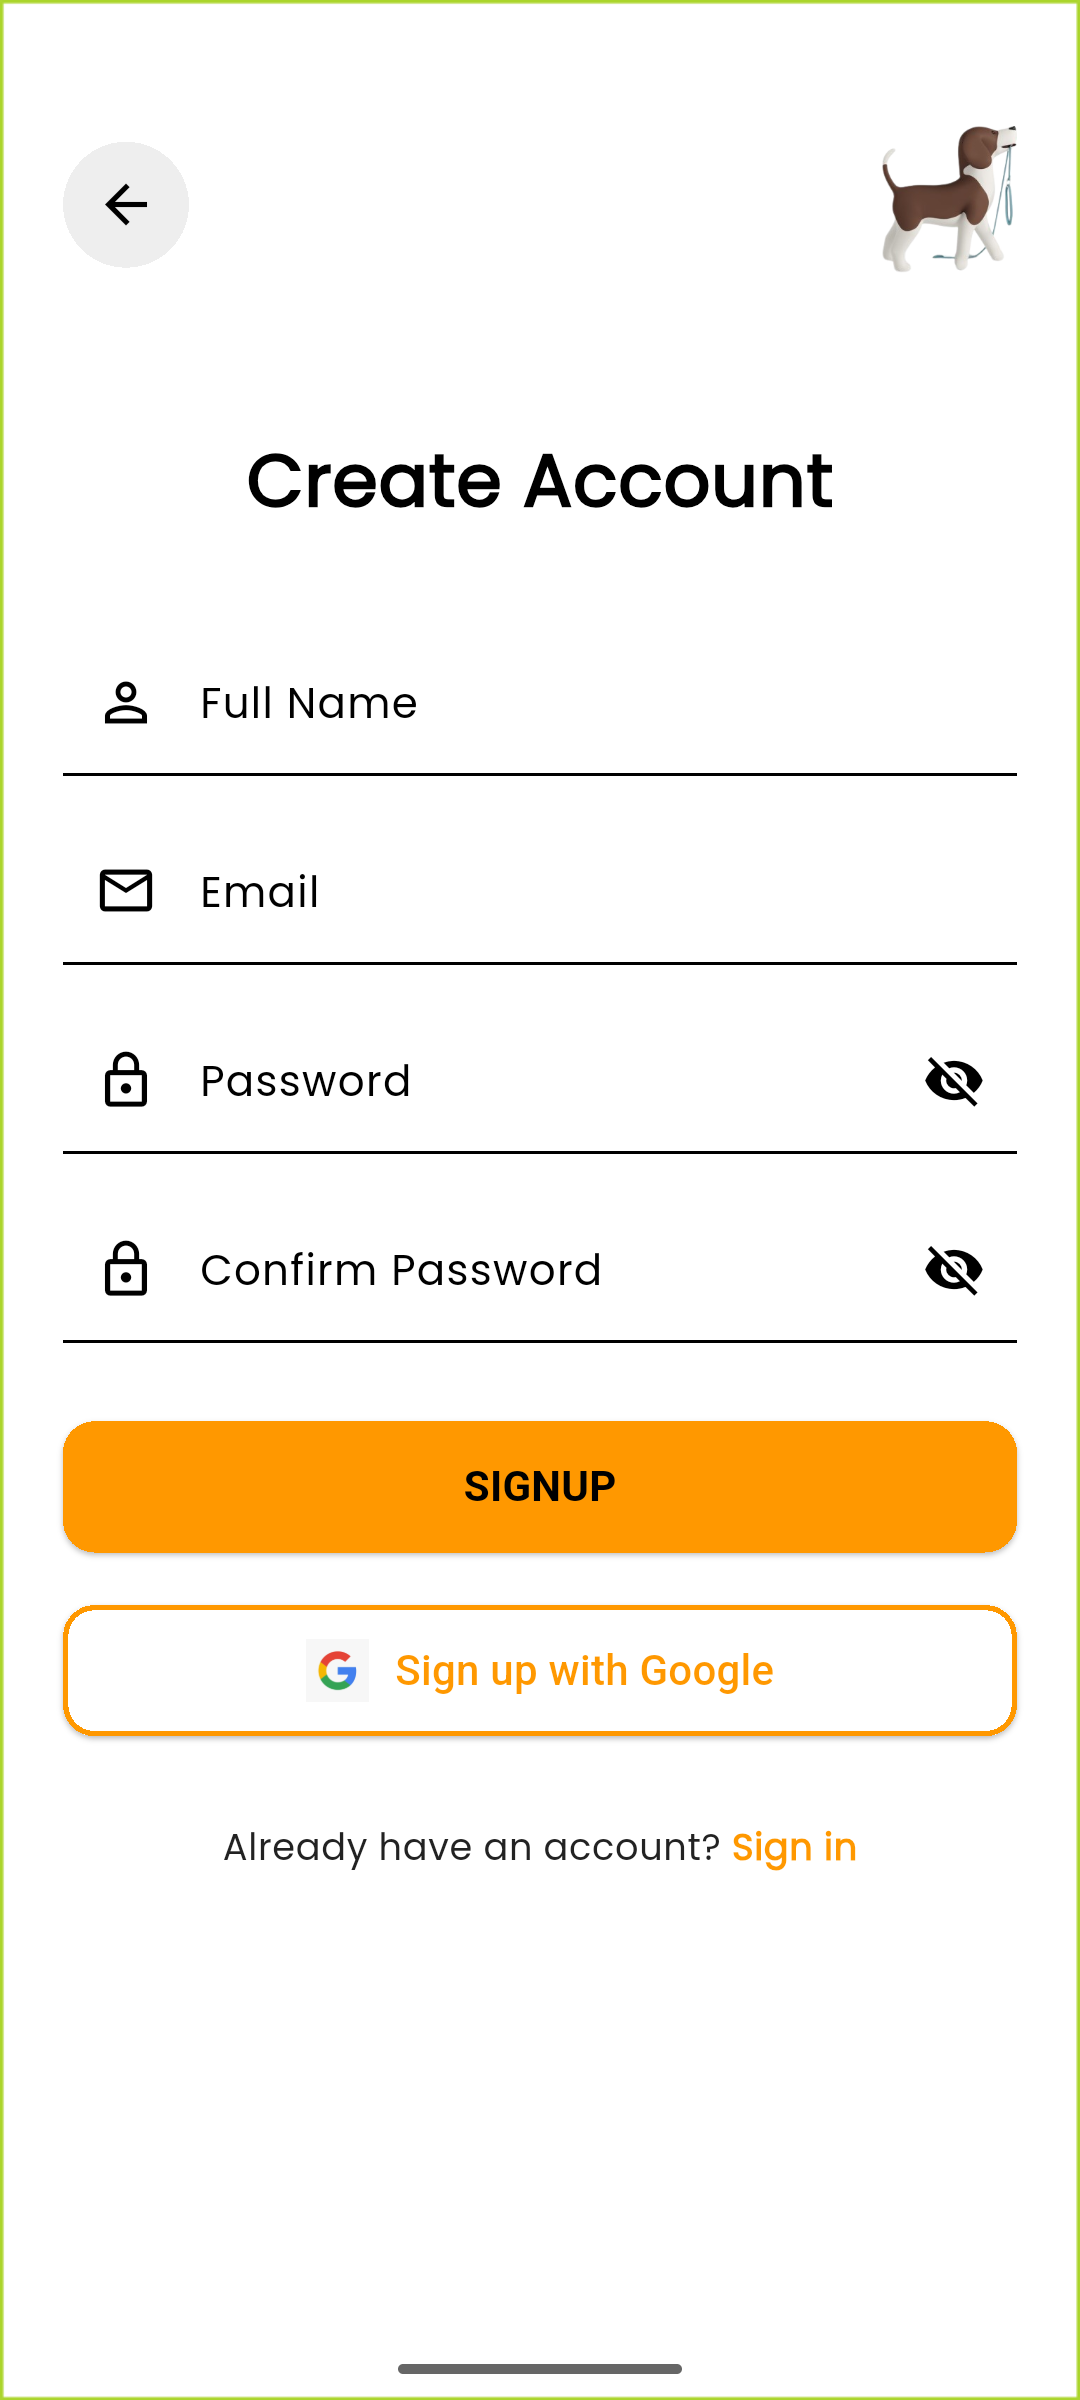 Create Account
Full Name
Email
Password
Confirm Password
SIGNUP
Sign up with Google
Already have an account? Sign in